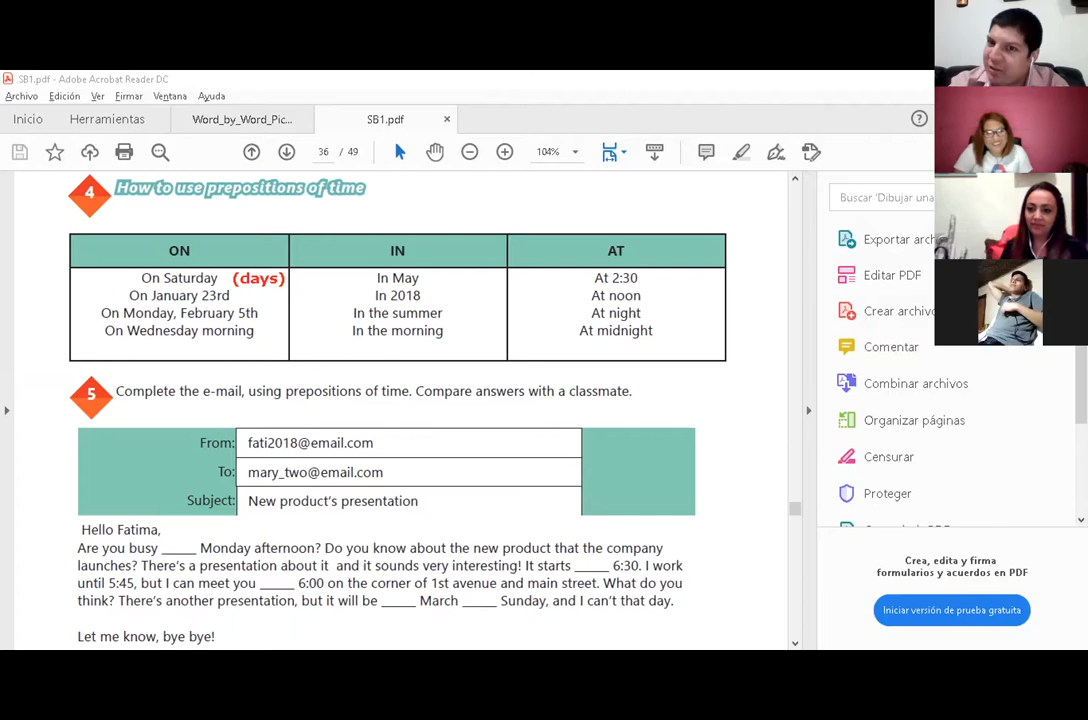 SB1.pdf - Adobe Acrobat Reader DC
Archivo Edición Ver Firmar Ventana Ayuda
Inicio Herramientas Word_by_Word_Pic... SB1.pdf ×
36 / 49 104%
4 How to use prepositions of time
ON IN AT
On Saturday (days) In May At 2:30
On January 23rd In 2018 At noon
On Monday, February 5th In the summer At night
On Wednesday morning In the morning At midnight
5 Complete the e-mail, using prepositions of time. Compare answers with a classmate.
From: fati2018@email.com
To: mary_two@email.com
Subject: New product's presentation
Hello Fatima,
Are you busy _____ Monday afternoon? Do you know about the new product that the company
launches? There's a presentation about it and it sounds very interesting! It starts _____ 6:30. I work
until 5:45, but I can meet you _____ 6:00 on the corner of 1st avenue and main street. What do you
think? There's another presentation, but it will be _____ March _____ Sunday, and I can't that day.
Let me know, bye bye!
Buscar 'Dibujar una
Exportar arch
Editar PDF
Crear archivo
Comentar
Combinar archivos
Organizar páginas
Censurar
Proteger
Crea, edita y firma
formularios y acuerdos en PDF
Iniciar versión de prueba gratuita